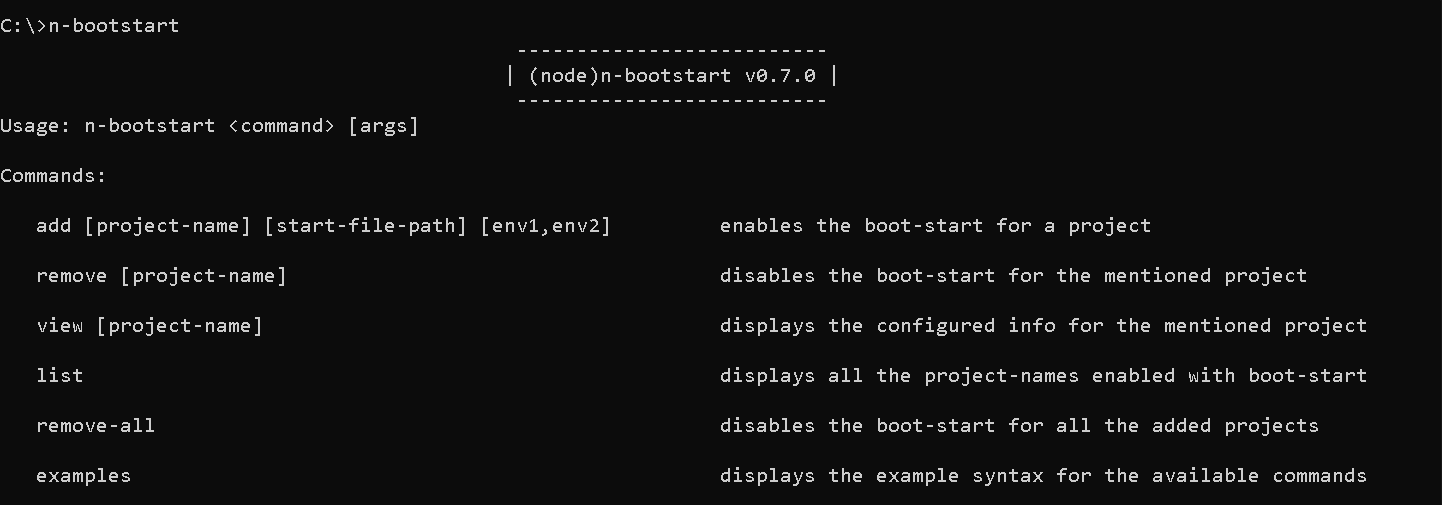 C:\>n-bootstart
--------------------------
| (node)n-bootstart v0.7.0 |
--------------------------
Usage: n-bootstart <command> [args]
Commands:
add [project-name] [start-file-path] [env1,env2] enables the boot-start for a project
remove [project-name] disables the boot-start for the mentioned project
view [project-name] displays the configured info for the mentioned project
list displays all the project-names enabled with boot-start
remove-all disables the boot-start for all the added projects
examples displays the example syntax for the available commands